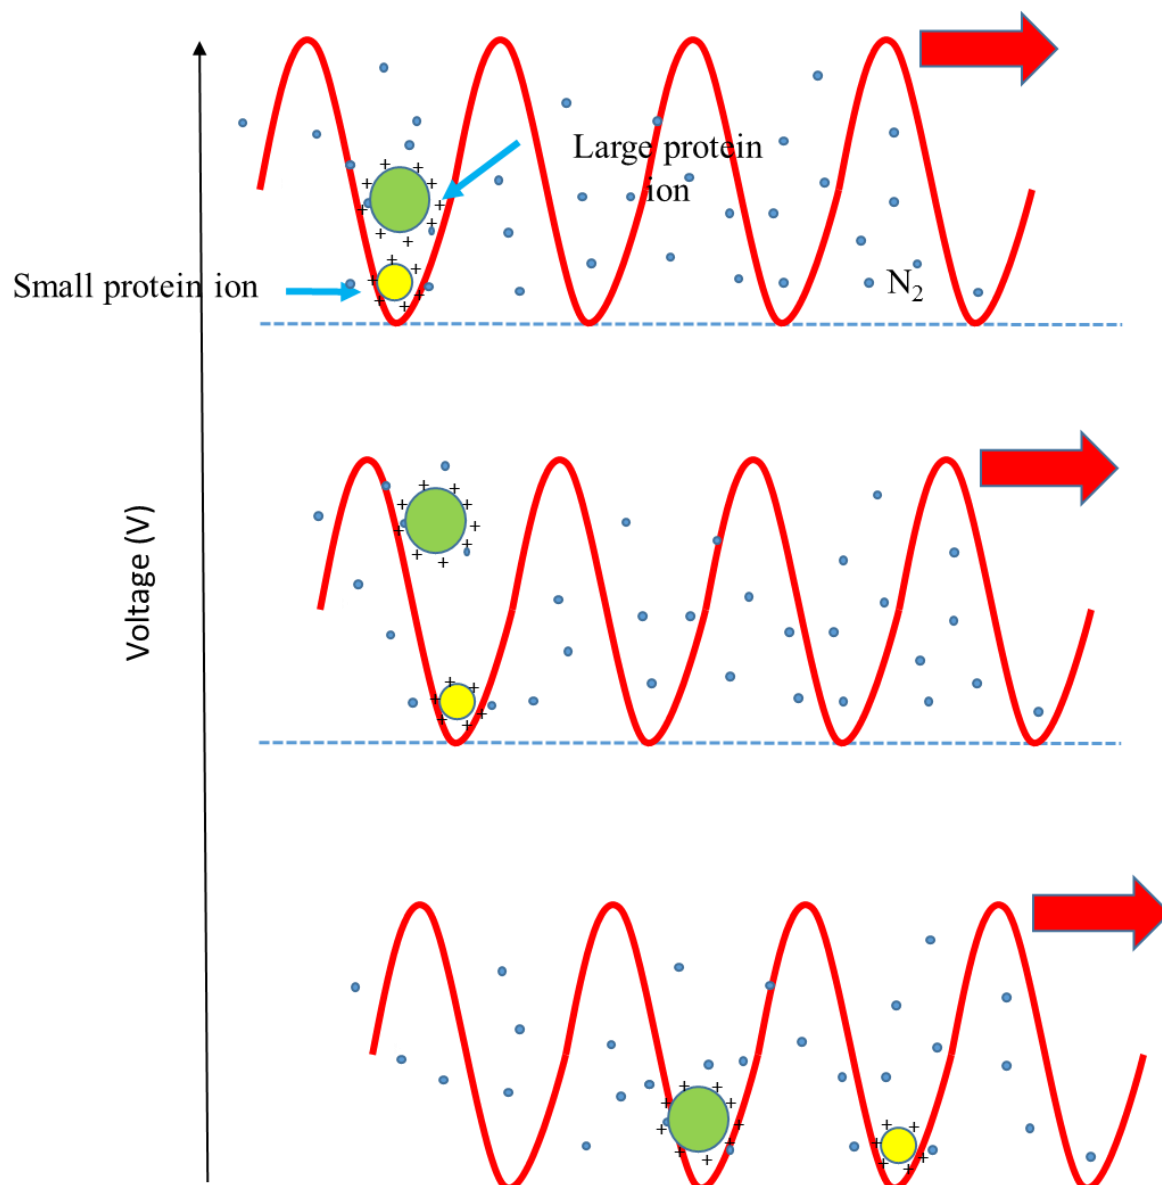 Large protein
ion
Small protein ion
N₂
Voltage (V)